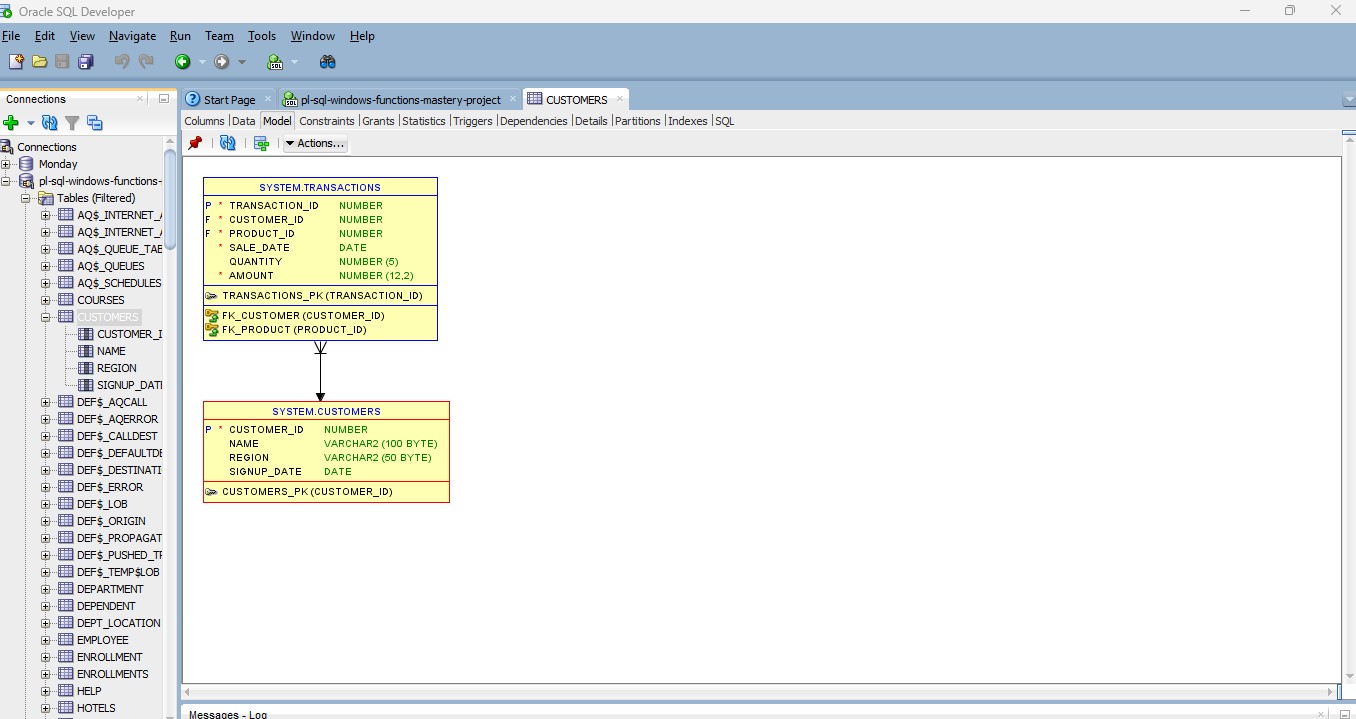 Oracle SQL Developer
File Edit View Navigate Run Team Tools Window Help
Connections
Start Page
pl-sql-windows-functions-mastery-project
CUSTOMERS
Columns Data Model Constraints Grants Statistics Triggers Dependencies Details Partitions Indexes SQL
Actions...
Connections
Monday
pl-sql-windows-functions-
Tables (Filtered)
AQ$_INTERNET_A
AQ$_INTERNET_A
AQ$_QUEUE_TAB
AQ$_QUEUES
AQ$_SCHEDULES
COURSES
CUSTOMERS
CUSTOMER_I
NAME
REGION
SIGNUP_DATE
DEF$_AQCALL
DEF$_AQERROR
DEF$_CALLDEST
DEF$_DEFAULTDE
DEF$_DESTINATI
DEF$_ERROR
DEF$_LOB
DEF$_ORIGIN
DEF$_PROPAGAT
DEF$_PUSHED_TR
DEF$_TEMP$LOB
DEPARTMENT
DEPENDENT
DEPT_LOCATION
EMPLOYEE
ENROLLMENT
ENROLLMENTS
HELP
HOTELS
SYSTEM.TRANSACTIONS
P * TRANSACTION_ID NUMBER
F * CUSTOMER_ID NUMBER
F * PRODUCT_ID NUMBER
* SALE_DATE DATE
QUANTITY NUMBER (5)
* AMOUNT NUMBER (12,2)
TRANSACTIONS_PK (TRANSACTION_ID)
FK_CUSTOMER (CUSTOMER_ID)
FK_PRODUCT (PRODUCT_ID)
SYSTEM.CUSTOMERS
P * CUSTOMER_ID NUMBER
NAME VARCHAR2 (100 BYTE)
REGION VARCHAR2 (50 BYTE)
SIGNUP_DATE DATE
CUSTOMERS_PK (CUSTOMER_ID)
Messages - Log